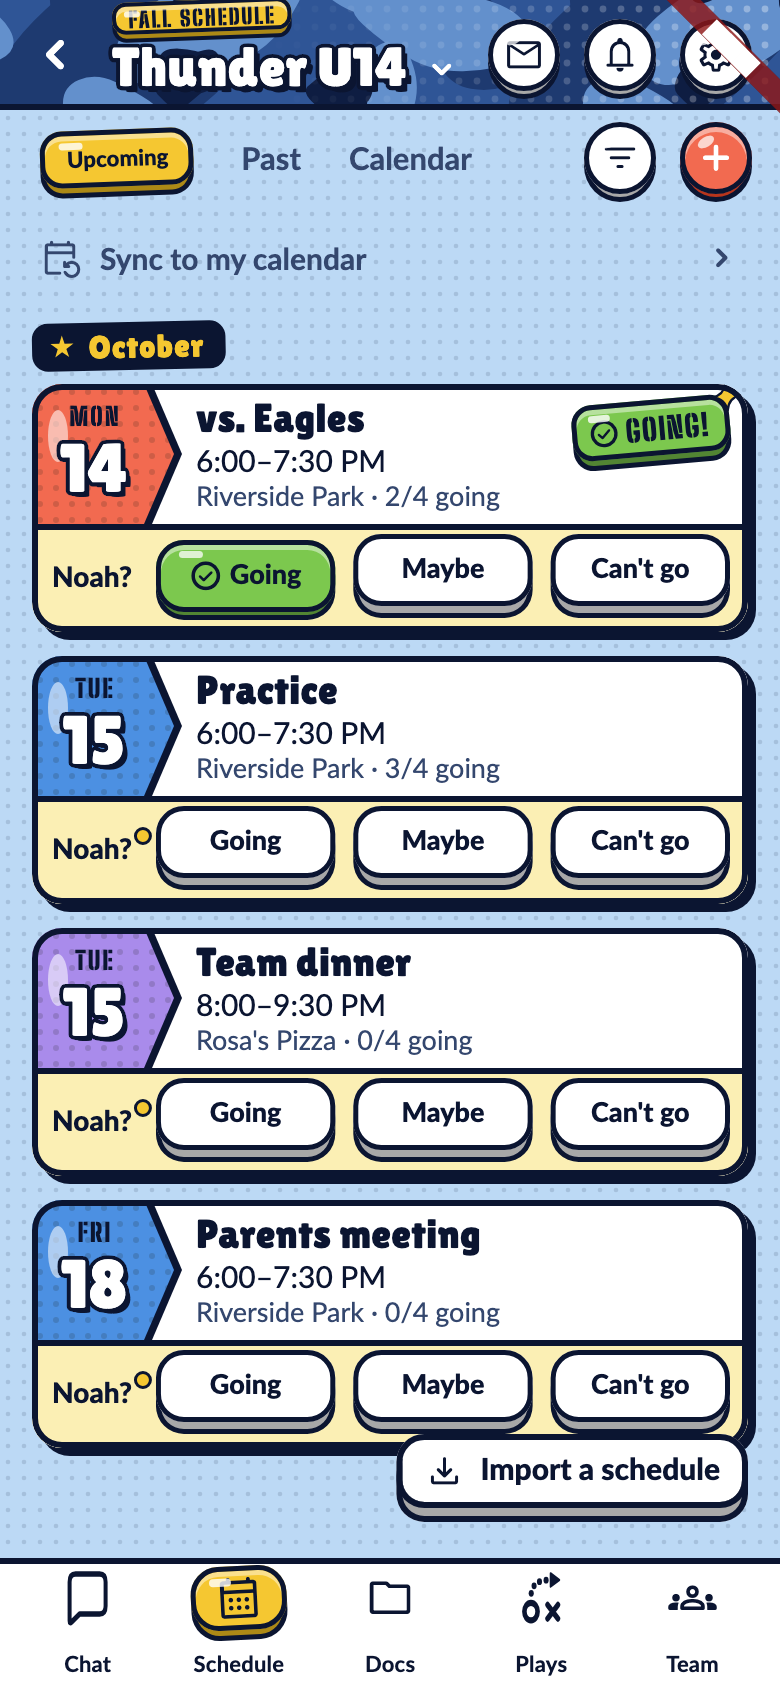 FALL SCHEDULE
Thunder U14
Upcoming
Past
Calendar
Sync to my calendar
★ October
MON
14
vs. Eagles
6:00–7:30 PM
Riverside Park · 2/4 going
GOING!
Noah?
Going
Maybe
Can't go
TUE
15
Practice
6:00–7:30 PM
Riverside Park · 3/4 going
Noah?
Going
Maybe
Can't go
TUE
15
Team dinner
8:00–9:30 PM
Rosa's Pizza · 0/4 going
Noah?
Going
Maybe
Can't go
FRI
18
Parents meeting
6:00–7:30 PM
Riverside Park · 0/4 going
Noah?
Going
Maybe
Can't go
Import a schedule
Chat
Schedule
Docs
Plays
Team